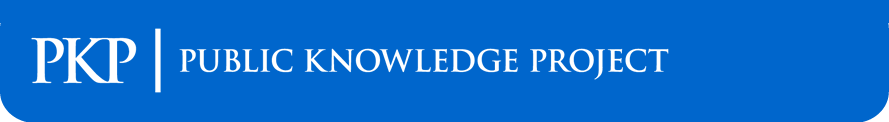 PKP | PUBLIC KNOWLEDGE PROJECT